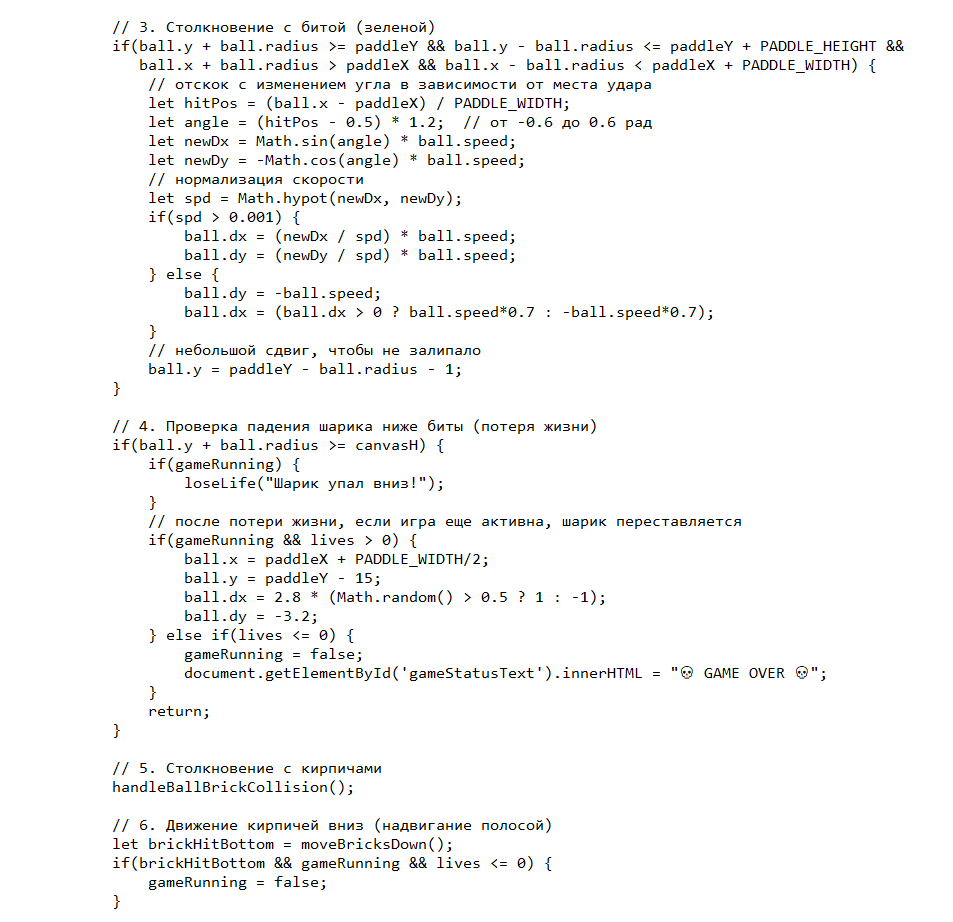 // 3. Столкновение с битой (зеленой)
if(ball.y + ball.radius >= paddleY && ball.y - ball.radius <= paddleY + PADDLE_HEIGHT &&
   ball.x + ball.radius > paddleX && ball.x - ball.radius < paddleX + PADDLE_WIDTH) {
    // отскок с изменением угла в зависимости от места удара
    let hitPos = (ball.x - paddleX) / PADDLE_WIDTH;
    let angle = (hitPos - 0.5) * 1.2;  // от -0.6 до 0.6 рад
    let newDx = Math.sin(angle) * ball.speed;
    let newDy = -Math.cos(angle) * ball.speed;
    // нормализация скорости
    let spd = Math.hypot(newDx, newDy);
    if(spd > 0.001) {
        ball.dx = (newDx / spd) * ball.speed;
        ball.dy = (newDy / spd) * ball.speed;
    } else {
        ball.dy = -ball.speed;
        ball.dx = (ball.dx > 0 ? ball.speed*0.7 : -ball.speed*0.7);
    }
    // небольшой сдвиг, чтобы не залипало
    ball.y = paddleY - ball.radius - 1;
}

// 4. Проверка падения шарика ниже биты (потеря жизни)
if(ball.y + ball.radius >= canvasH) {
    if(gameRunning) {
        loseLife("Шарик упал вниз!");
    }
    // после потери жизни, если игра еще активна, шарик переставляется
    if(gameRunning && lives > 0) {
        ball.x = paddleX + PADDLE_WIDTH/2;
        ball.y = paddleY - 15;
        ball.dx = 2.8 * (Math.random() > 0.5 ? 1 : -1);
        ball.dy = -3.2;
    } else if(lives <= 0) {
        gameRunning = false;
        document.getElementById('gameStatusText').innerHTML = "💀 GAME OVER 💀";
    }
    return;
}

// 5. Столкновение с кирпичами
handleBallBrickCollision();

// 6. Движение кирпичей вниз (надвигание полосой)
let brickHitBottom = moveBricksDown();
if(brickHitBottom && gameRunning && lives <= 0) {
    gameRunning = false;
}